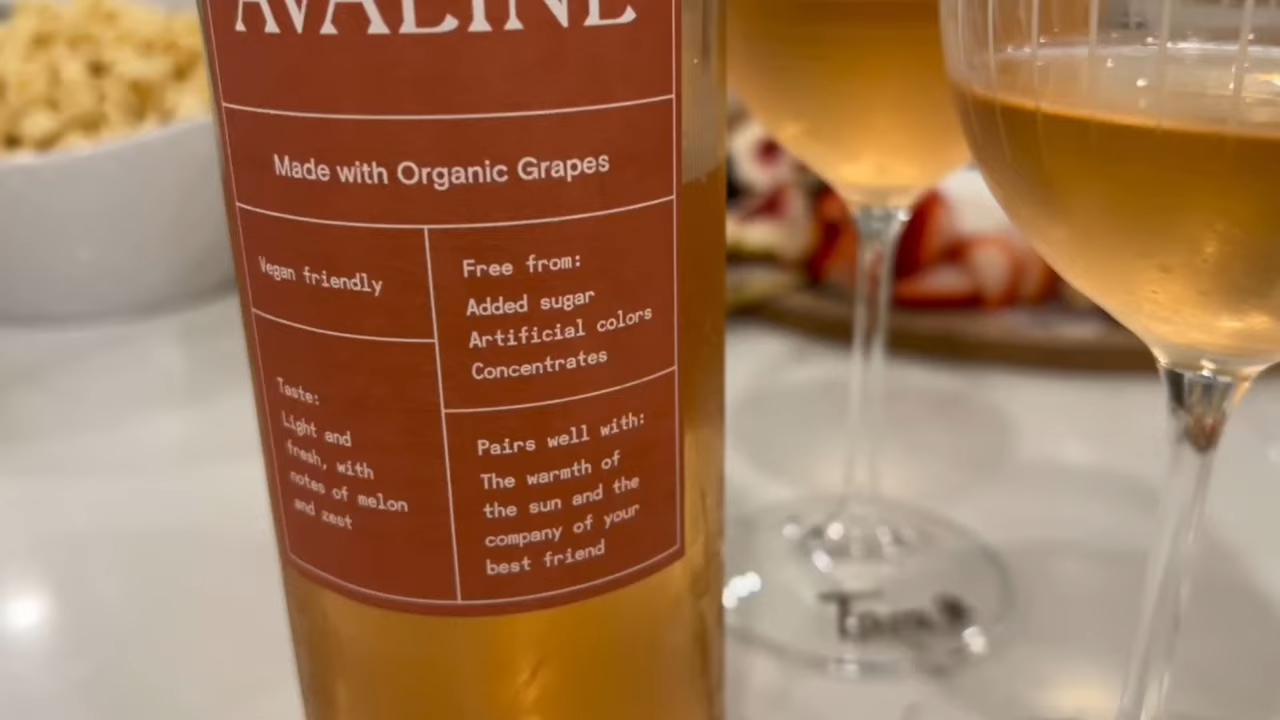 AVALINE
Made with Organic Grapes
Vegan friendly
Taste:
Light and
fresh, with
notes of melon
and zest
Free from:
Added sugar
Artificial colors
Concentrates
Pairs well with:
The warmth of
the sun and the
company of your
best friend